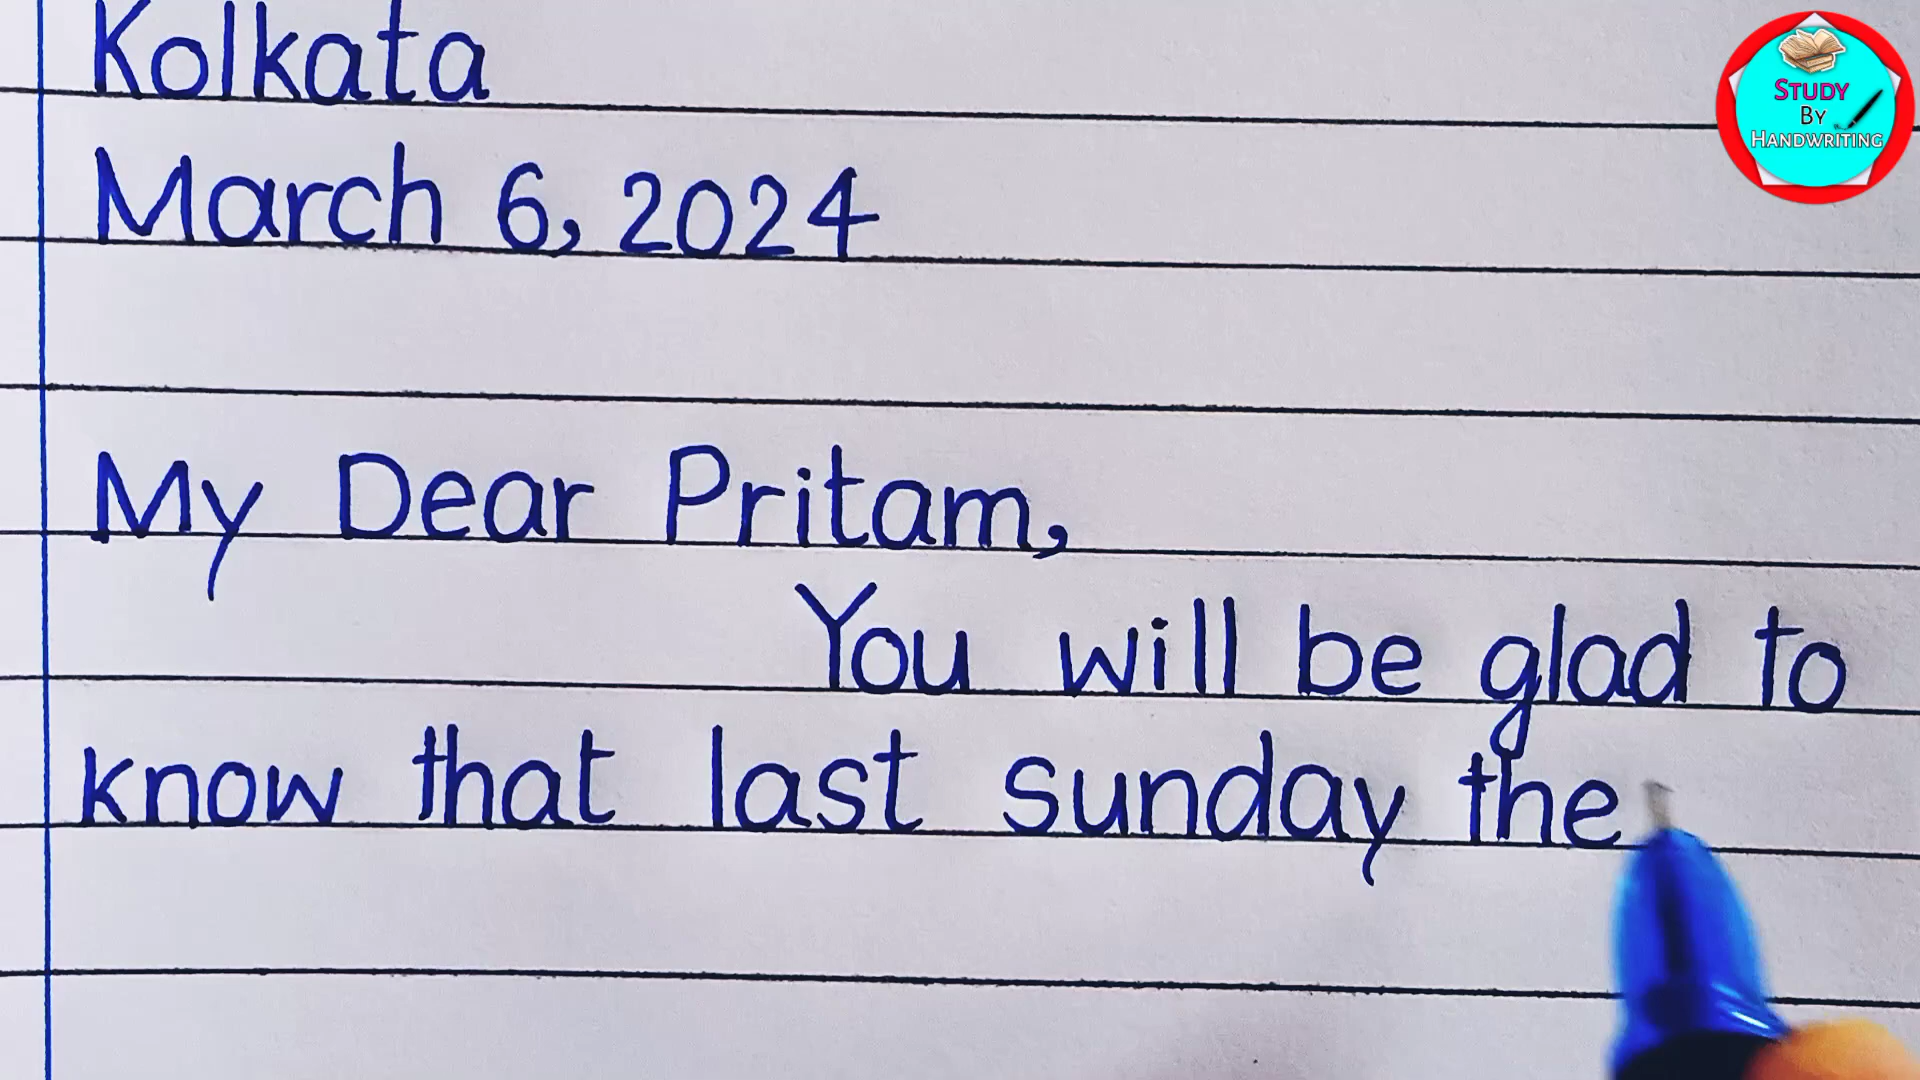 Kolkata
March 6, 2024
My Dear Pritam,
You will be glad to
know that last sunday the
STUDY
BY
HANDWRITING